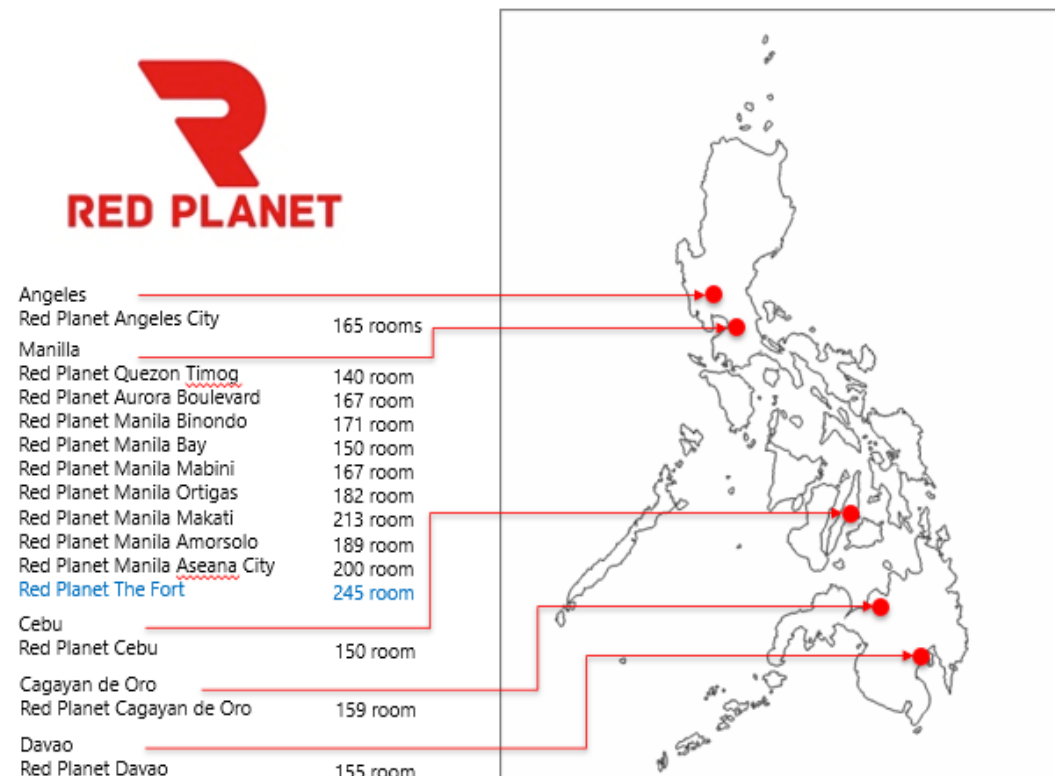 RED PLANET
Angeles
Red Planet Angeles City 165 rooms
Manilla
Red Planet Quezon Timog 140 room
Red Planet Aurora Boulevard 167 room
Red Planet Manila Binondo 171 room
Red Planet Manila Bay 150 room
Red Planet Manila Mabini 167 room
Red Planet Manila Ortigas 182 room
Red Planet Manila Makati 213 room
Red Planet Manila Amorsolo 189 room
Red Planet Manila Aseana City 200 room
Red Planet The Fort 245 room
Cebu
Red Planet Cebu 150 room
Cagayan de Oro
Red Planet Cagayan de Oro 159 room
Davao
Red Planet Davao 155 room